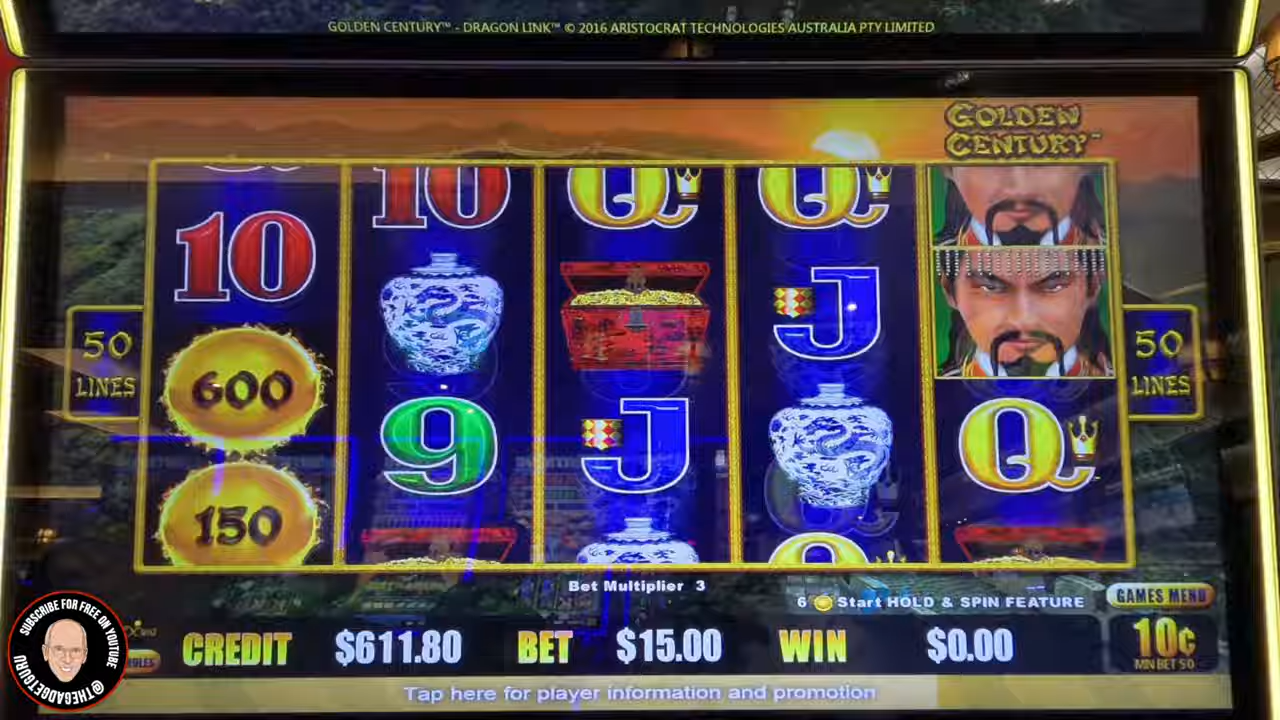 GOLDEN CENTURY™ - DRAGON LINK™ © 2016 ARISTOCRAT TECHNOLOGIES AUSTRALIA PTY LIMITED
GOLDEN
CENTURY™
10 Q Q
10
J
50
LINES
600
50
LINES
9 J Q
150
Bet Multiplier 3
6 Start HOLD & SPIN FEATURE
GAMES MENU
CREDIT $611.80 BET $15.00 WIN $0.00
10¢
MIN BET 50
Tap here for player information and promotion
SUBSCRIBE FOR FREE ON YOUTUBE
@THEGADGETGURU